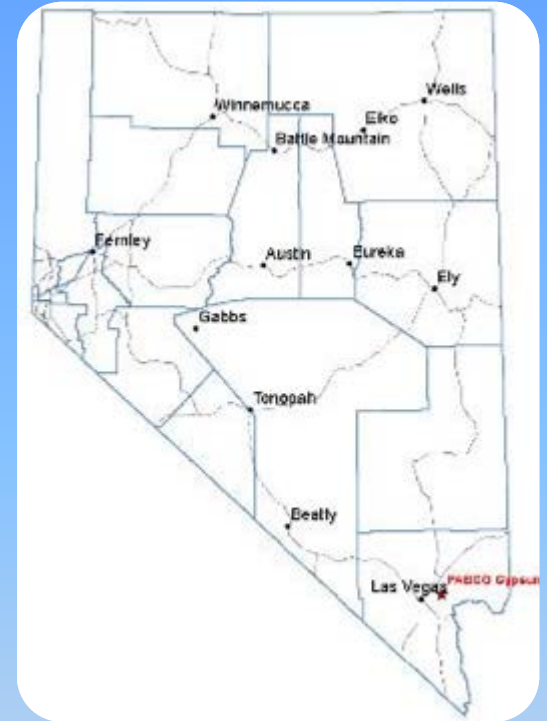 Wells
Winnemucca
Elko
Battle Mountain
Fernley
Austin
Eureka
Ely
Gabbs
Tonopah
Beatty
Las Vegas
PABCO Gypsum